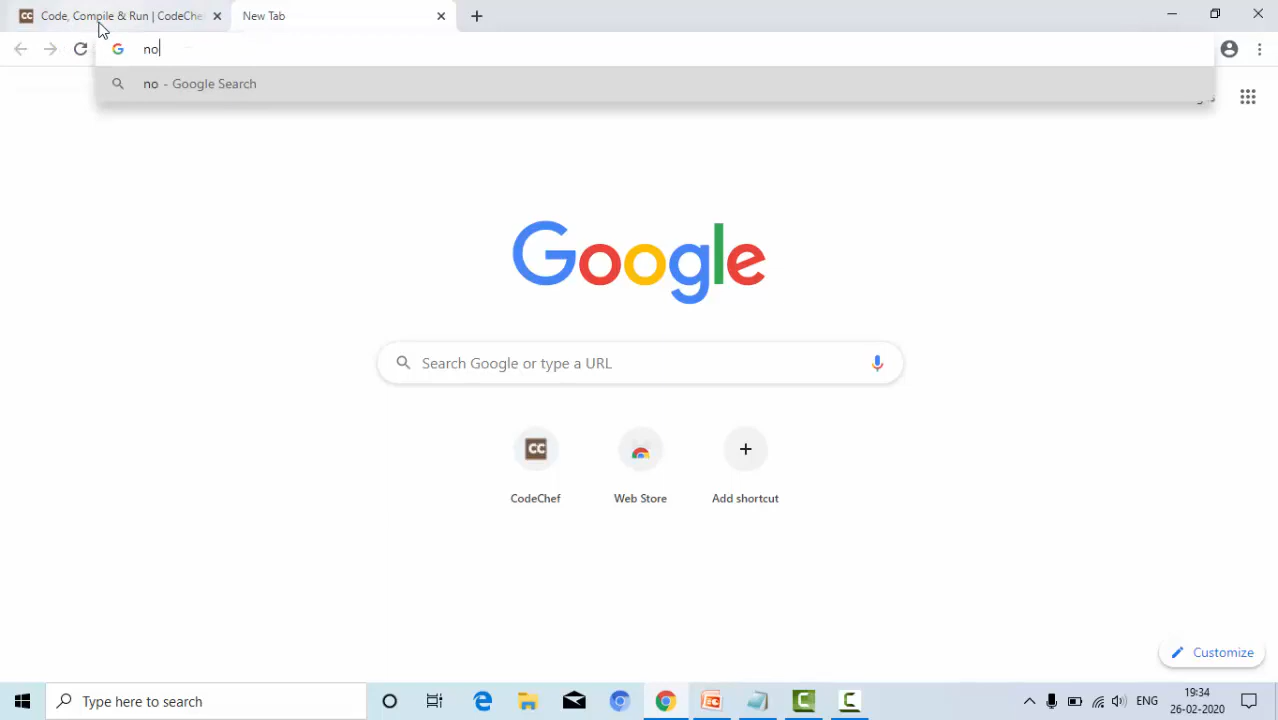 Code, Compile & Run | CodeChe
New Tab
no
no - Google Search
Google
Search Google or type a URL
CC
CodeChef
Web Store
Add shortcut
Customize
Type here to search
ENG
19:34
26-02-2020